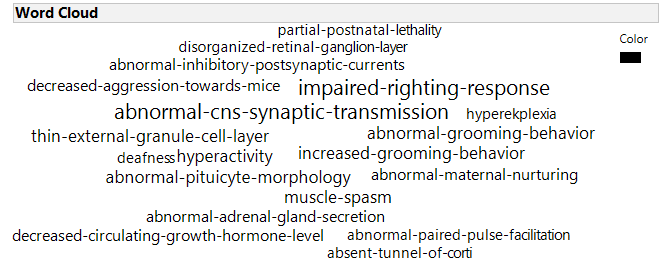 Word Cloud
partial-postnatal-lethality
Color
disorganized-retinal-ganglion-layer
abnormal-inhibitory-postsynaptic-currents
decreased-aggression-towards-mice impaired-righting-response
abnormal-cns-synaptic-transmission hyperekplexia
thin-external-granule-cell-layer abnormal-grooming-behavior
deafness hyperactivity increased-grooming-behavior
abnormal-pituicyte-morphology abnormal-maternal-nurturing
muscle-spasm
abnormal-adrenal-gland-secretion
decreased-circulating-growth-hormone-level abnormal-paired-pulse-facilitation
absent-tunnel-of-corti